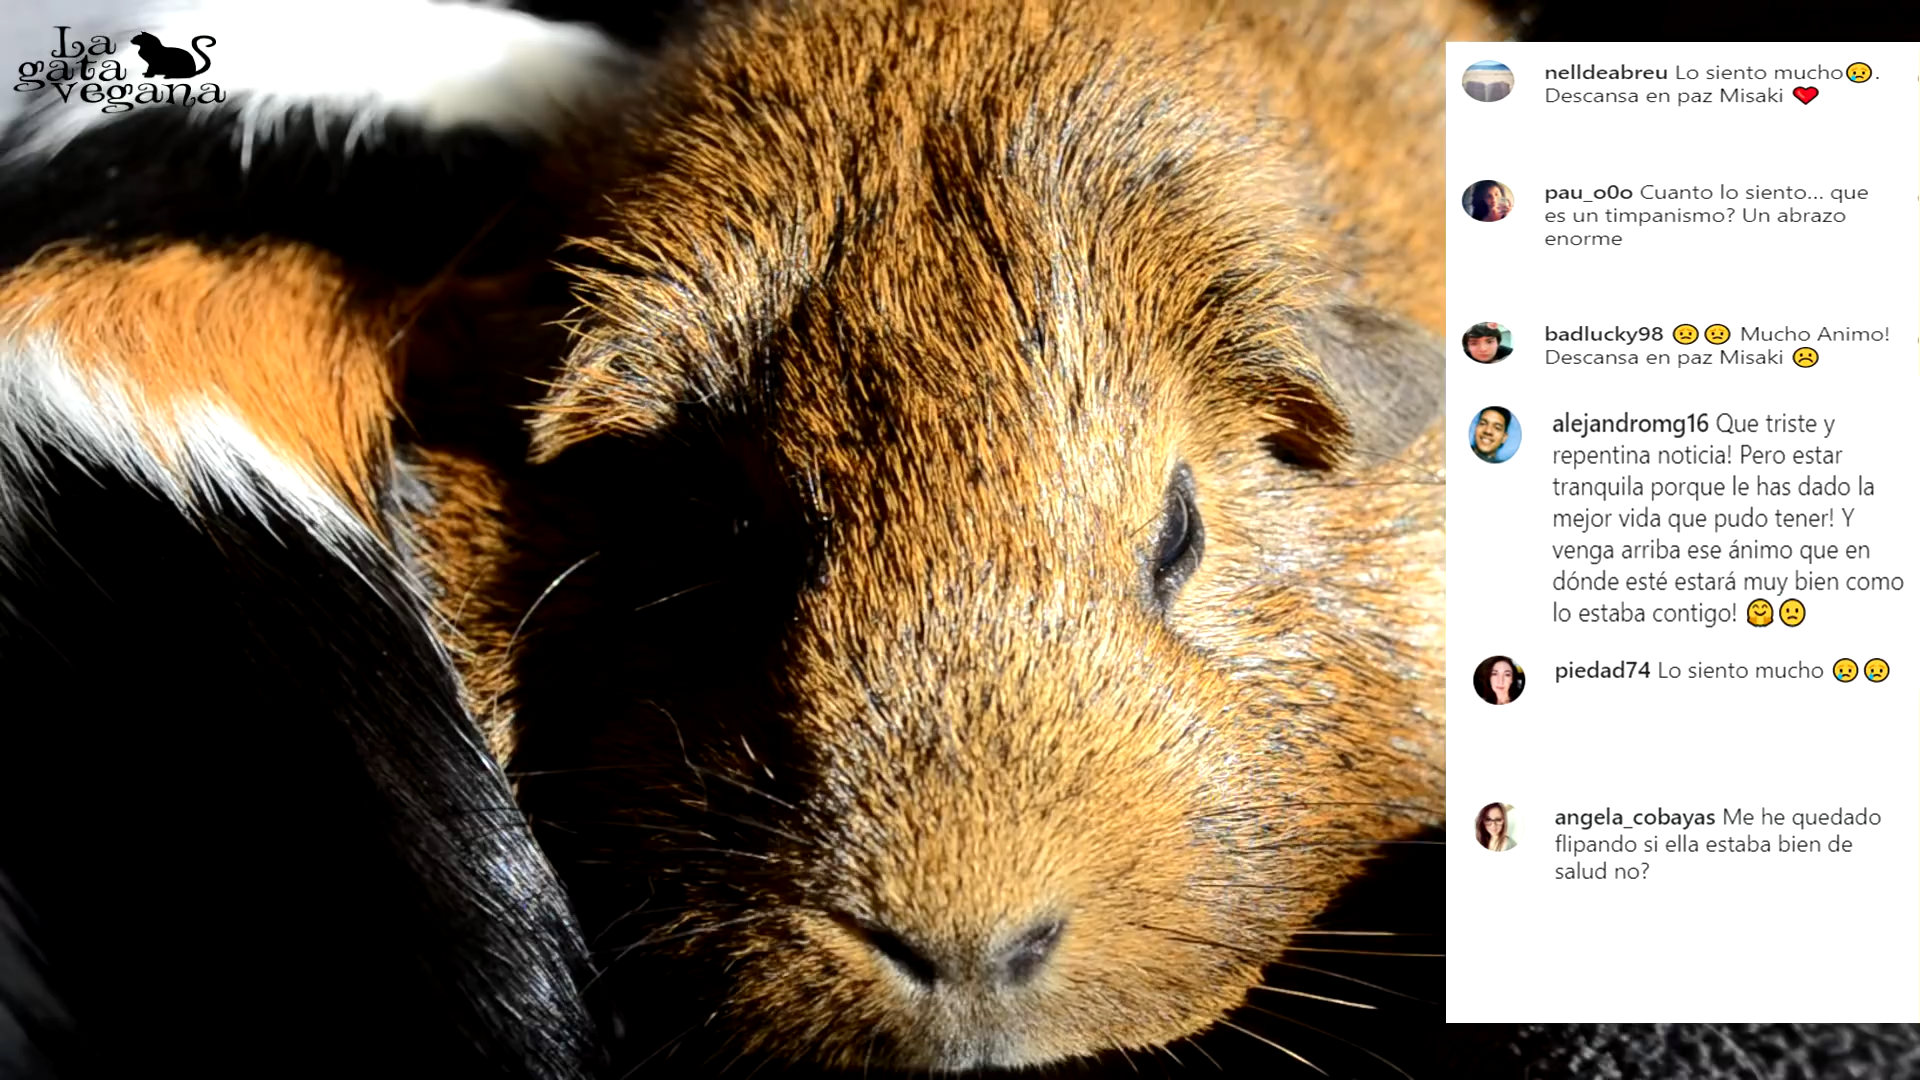 La
gata
vegana
nelldeabreu Lo siento mucho😥.
Descansa en paz Misaki ❤️
pau_o0o Cuanto lo siento... que
es un timpanismo? Un abrazo
enorme
badlucky98 😟😟 Mucho Animo!
Descansa en paz Misaki ☹️
alejandromg16 Que triste y
repentina noticia! Pero estar
tranquila porque le has dado la
mejor vida que pudo tener! Y
venga arriba ese ánimo que en
dónde esté estará muy bien como
lo estaba contigo! 🤗🙁
piedad74 Lo siento mucho 😥😥
angela_cobayas Me he quedado
flipando si ella estaba bien de
salud no?